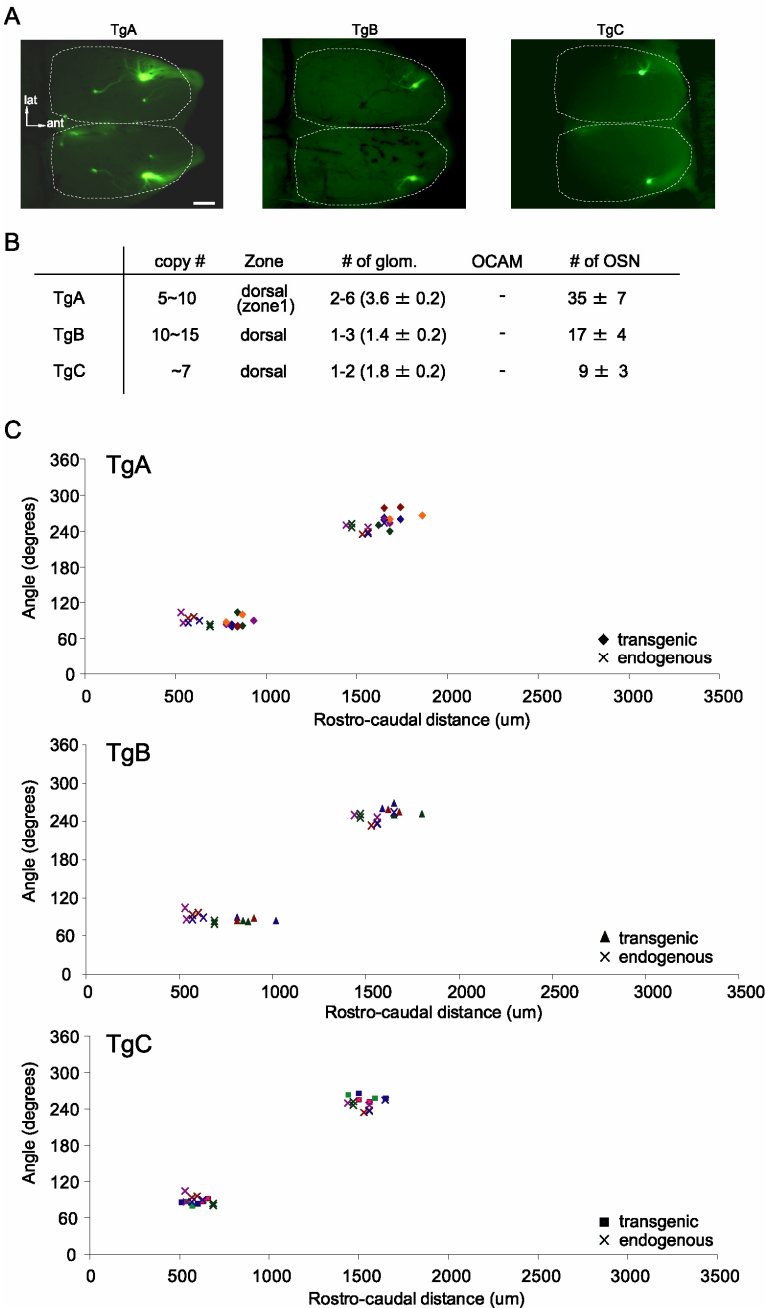 A
TgA TgB TgC
lat
ant
B
copy # Zone # of glom. OCAM # of OSN
TgA 5~10 dorsal (zone1) 2-6 (3.6 ± 0.2) - 35 ± 7
TgB 10~15 dorsal 1-3 (1.4 ± 0.2) - 17 ± 4
TgC ~7 dorsal 1-2 (1.8 ± 0.2) - 9 ± 3
C
TgA
Angle (degrees)
360
300
240
180
120
60
0
transgenic
endogenous
0 500 1000 1500 2000 2500 3000 3500
Rostro-caudal distance (um)
TgB
Angle (degrees)
360
300
240
180
120
60
0
transgenic
endogenous
0 500 1000 1500 2000 2500 3000 3500
Rostro-caudal distance (um)
TgC
Angle (degrees)
360
300
240
180
120
60
0
transgenic
endogenous
0 500 1000 1500 2000 2500 3000 3500
Rostro-caudal distance (um)